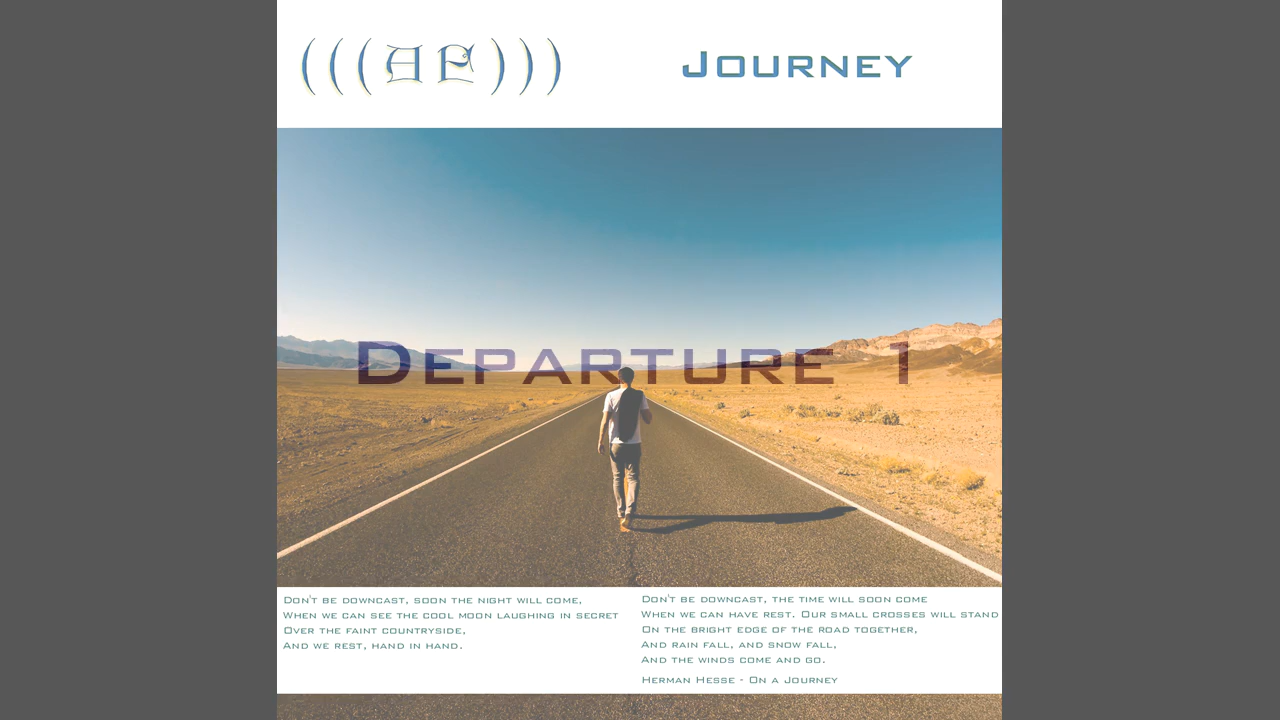 (((AE))) Journey
Departure 1
Don't be downcast, soon the night will come,
When we can see the cool moon laughing in secret
Over the faint countryside,
And we rest, hand in hand.
Don't be downcast, the time will soon come
When we can have rest. Our small crosses will stand
On the bright edge of the road together,
And rain fall, and snow fall,
And the winds come and go.
Herman Hesse - On a Journey